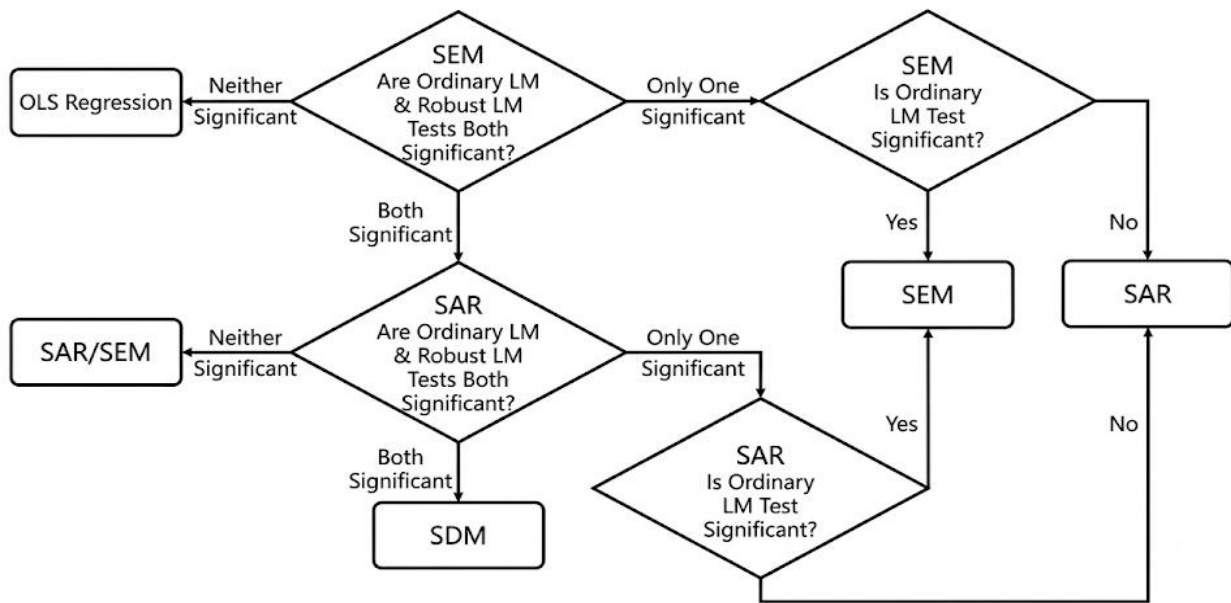 OLS Regression
Neither
Significant
SEM
Are Ordinary LM
& Robust LM
Tests Both
Significant?
Only One
Significant
SEM
Is Ordinary
LM Test
Significant?
Both
Significant
Yes
No
SEM
SAR
SAR/SEM
Neither
Significant
SAR
Are Ordinary LM
& Robust LM
Tests Both
Significant?
Only One
Significant
Yes
No
Both
Significant
SAR
Is Ordinary
LM Test
Significant?
SDM